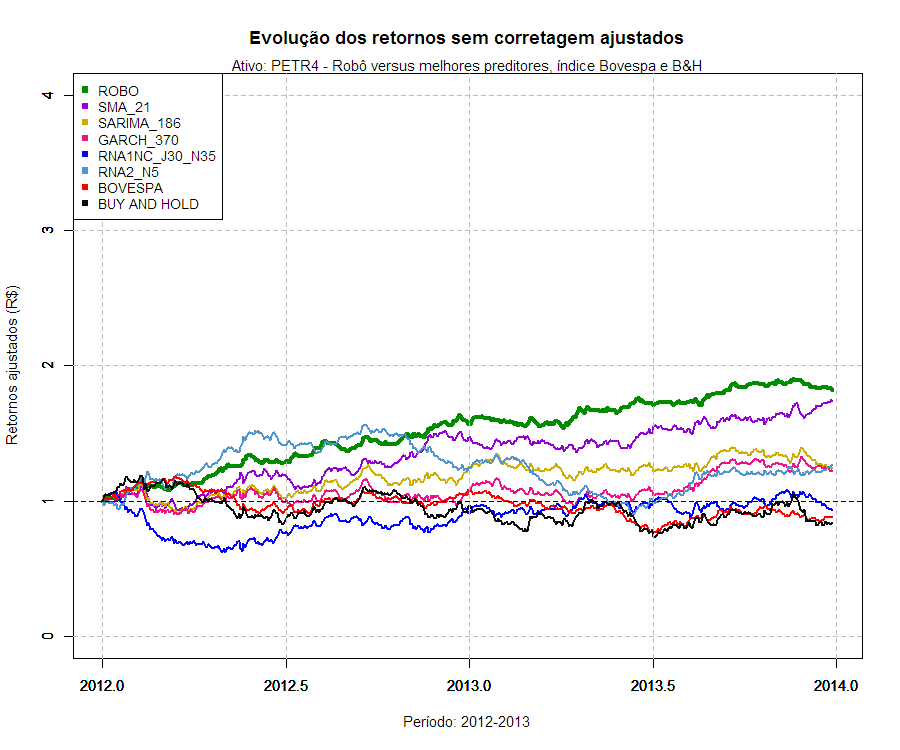 Evolução dos retornos sem corretagem ajustados
Ativo: PETR4 - Robô versus melhores preditores, índice Bovespa e B&H
ROBO
SMA_21
SARIMA_186
GARCH_370
RNA1NC_J30_N35
RNA2_N5
BOVESPA
BUY AND HOLD
Retornos ajustados (R$)
4
3
2
1
0
2012.0
2012.5
2013.0
2013.5
2014.0
Período: 2012-2013